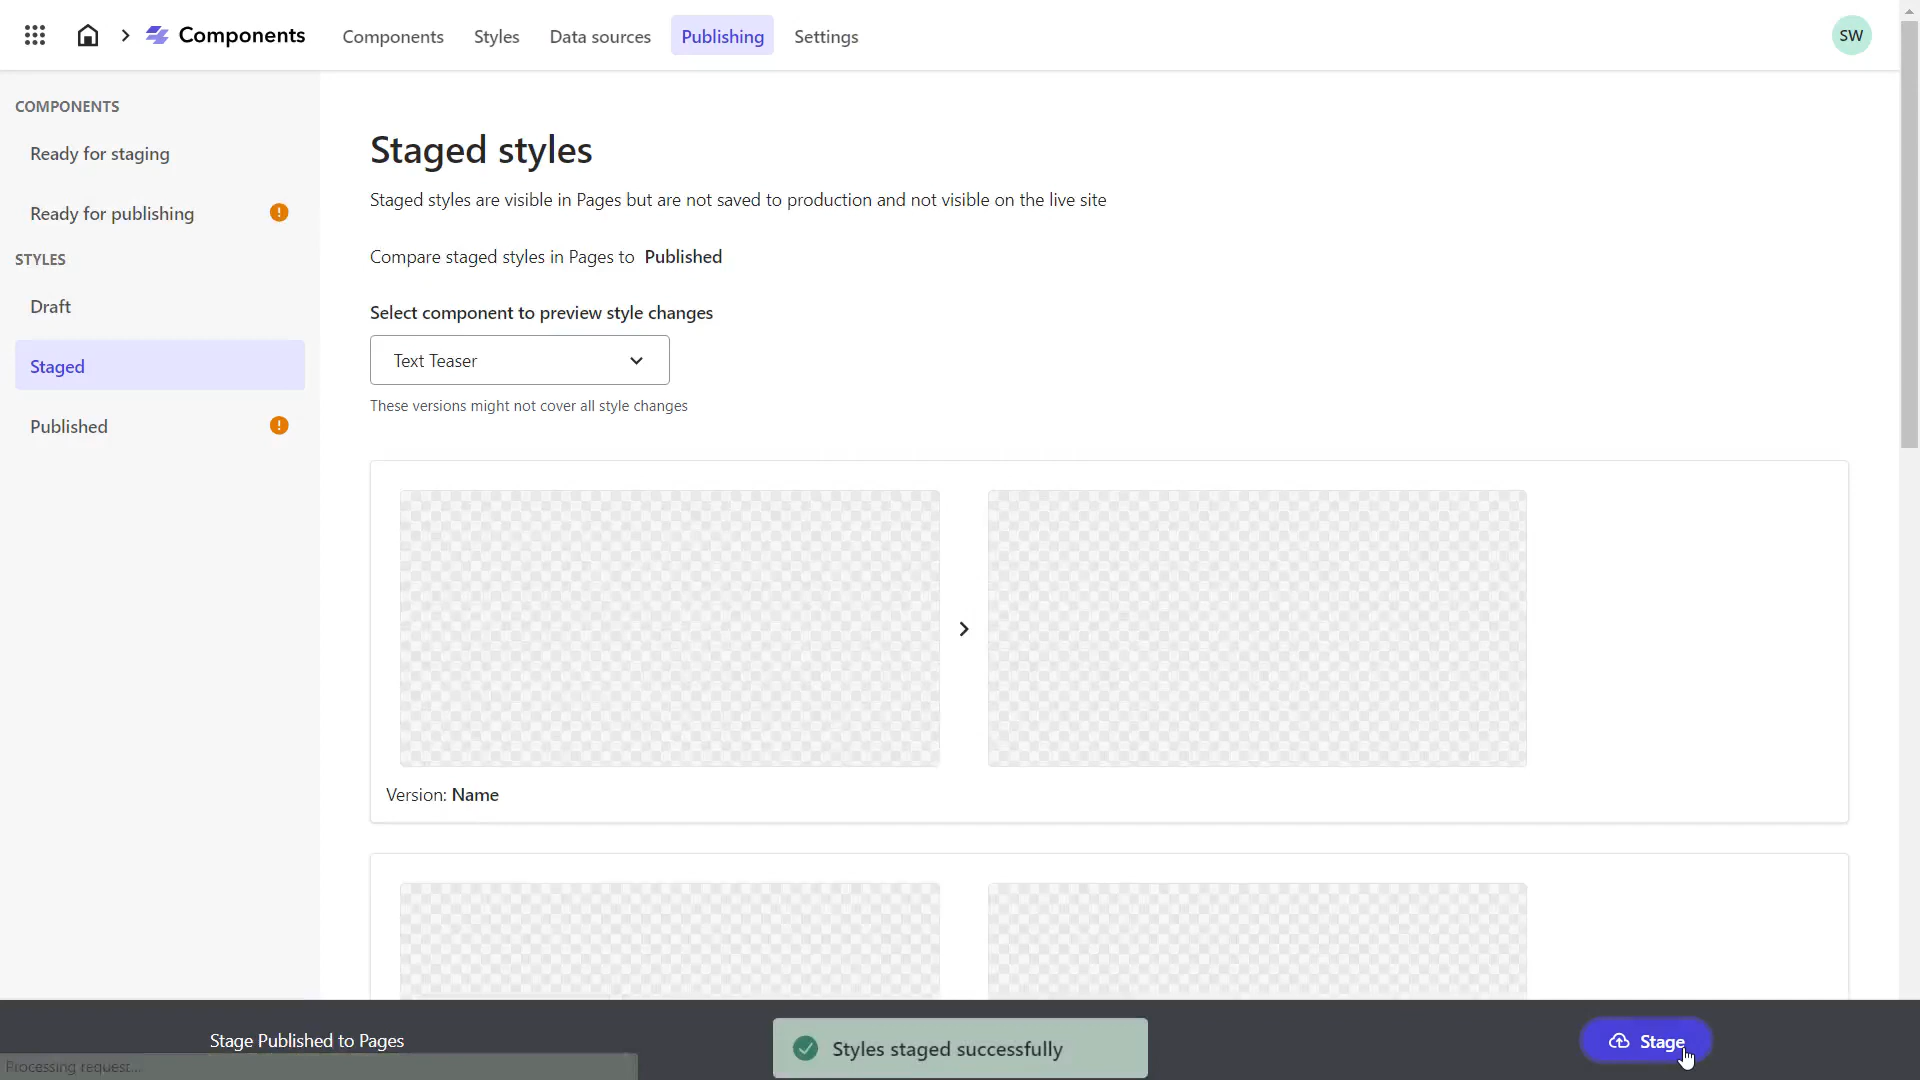 Components
Components
Styles
Data sources
Publishing
Settings
SW
COMPONENTS
Ready for staging
Ready for publishing
STYLES
Draft
Staged
Published
Staged styles
Staged styles are visible in Pages but are not saved to production and not visible on the live site
Compare staged styles in Pages to Published
Select component to preview style changes
Text Teaser
These versions might not cover all style changes
Version: Name
Stage Published to Pages
Processing request...
Styles staged successfully
Stage